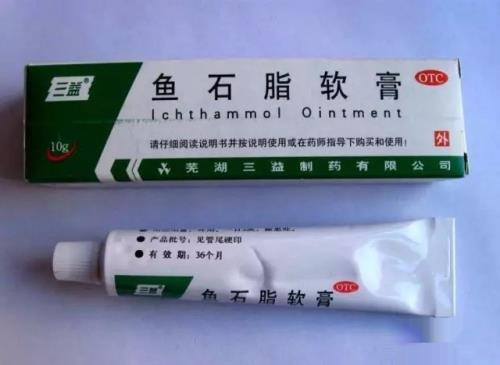 三益®
鱼石脂软膏
OTC
Ichthammol Ointment
请仔细阅读说明书并按说明使用或在药师指导下购买和使用!
10g
外
芜湖三益制药有限公司
产品批号：见管尾硬印
有 效 期：36个月
三益
鱼石脂软膏
OTC